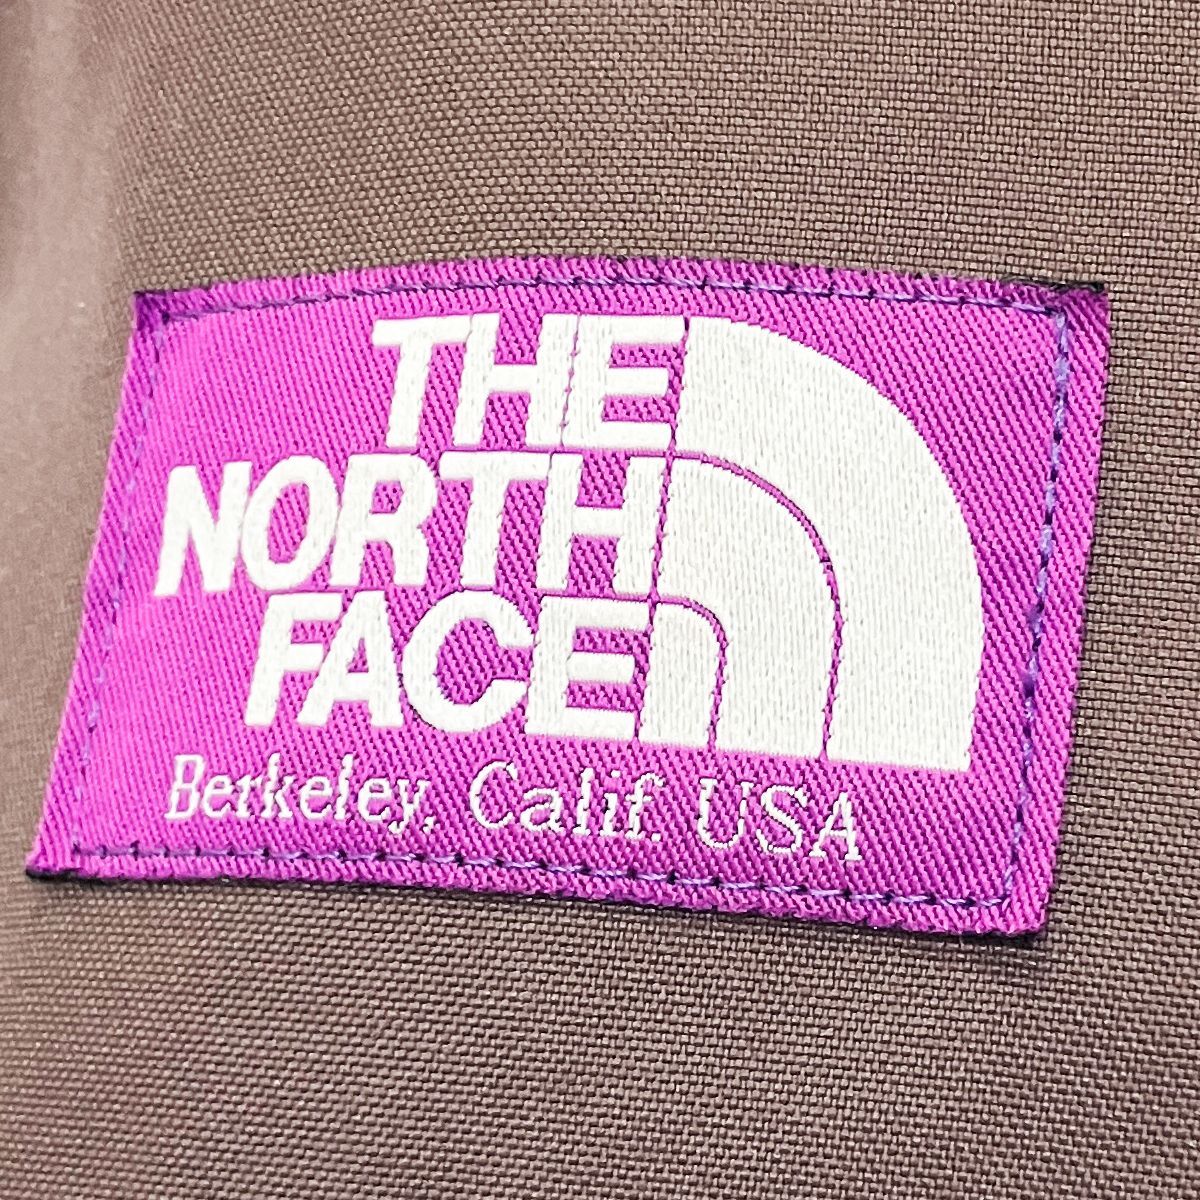 THE
NORTH
FACE
Berkeley, Calif. USA